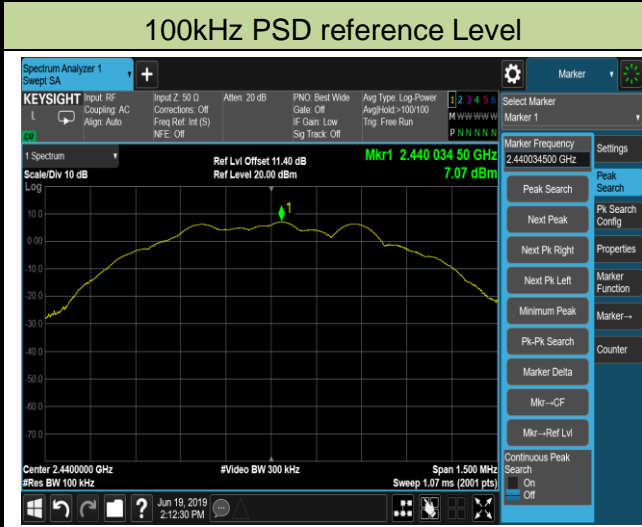 100kHz PSD reference Level
Spectrum Analyzer 1
Swept SA
+
Marker
KEYSIGHT
L
Input: RF
Coupling: AC
Align: Auto
Input Z: 50 Ω
Corrections: Off
Freq Ref: Int (S)
NFE: Off
Atten: 20 dB
PNO: Best Wide
Gate: Off
IF Gain: Low
Sig Track: Off
Avg Type: Log-Power
Avg|Hold:>100/100
Trig: Free Run
1 2 3 4 5 6
M W W W W W
P N N N N N
Select Marker
Marker 1
1 Spectrum
Scale/Div 10 dB
Log
Ref Lvl Offset 11.40 dB
Ref Level 20.00 dBm
Mkr1 2.440 034 50 GHz
7.07 dBm
1
10.0
0.00
-10.0
-20.0
-30.0
-40.0
-50.0
-60.0
-70.0
Center 2.4400000 GHz
#Res BW 100 kHz
#Video BW 300 kHz
Span 1.500 MHz
Sweep 1.07 ms (2001 pts)
Marker Frequency
2.440034500 GHz
Peak Search
Next Peak
Next Pk Right
Next Pk Left
Minimum Peak
Pk-Pk Search
Marker Delta
Mkr→CF
Mkr→Ref Lvl
Continuous Peak
Search
On
Off
Settings
Peak
Search
Pk Search
Config
Properties
Marker
Function
Marker→
Counter
?
Jun 19, 2019
2:12:30 PM